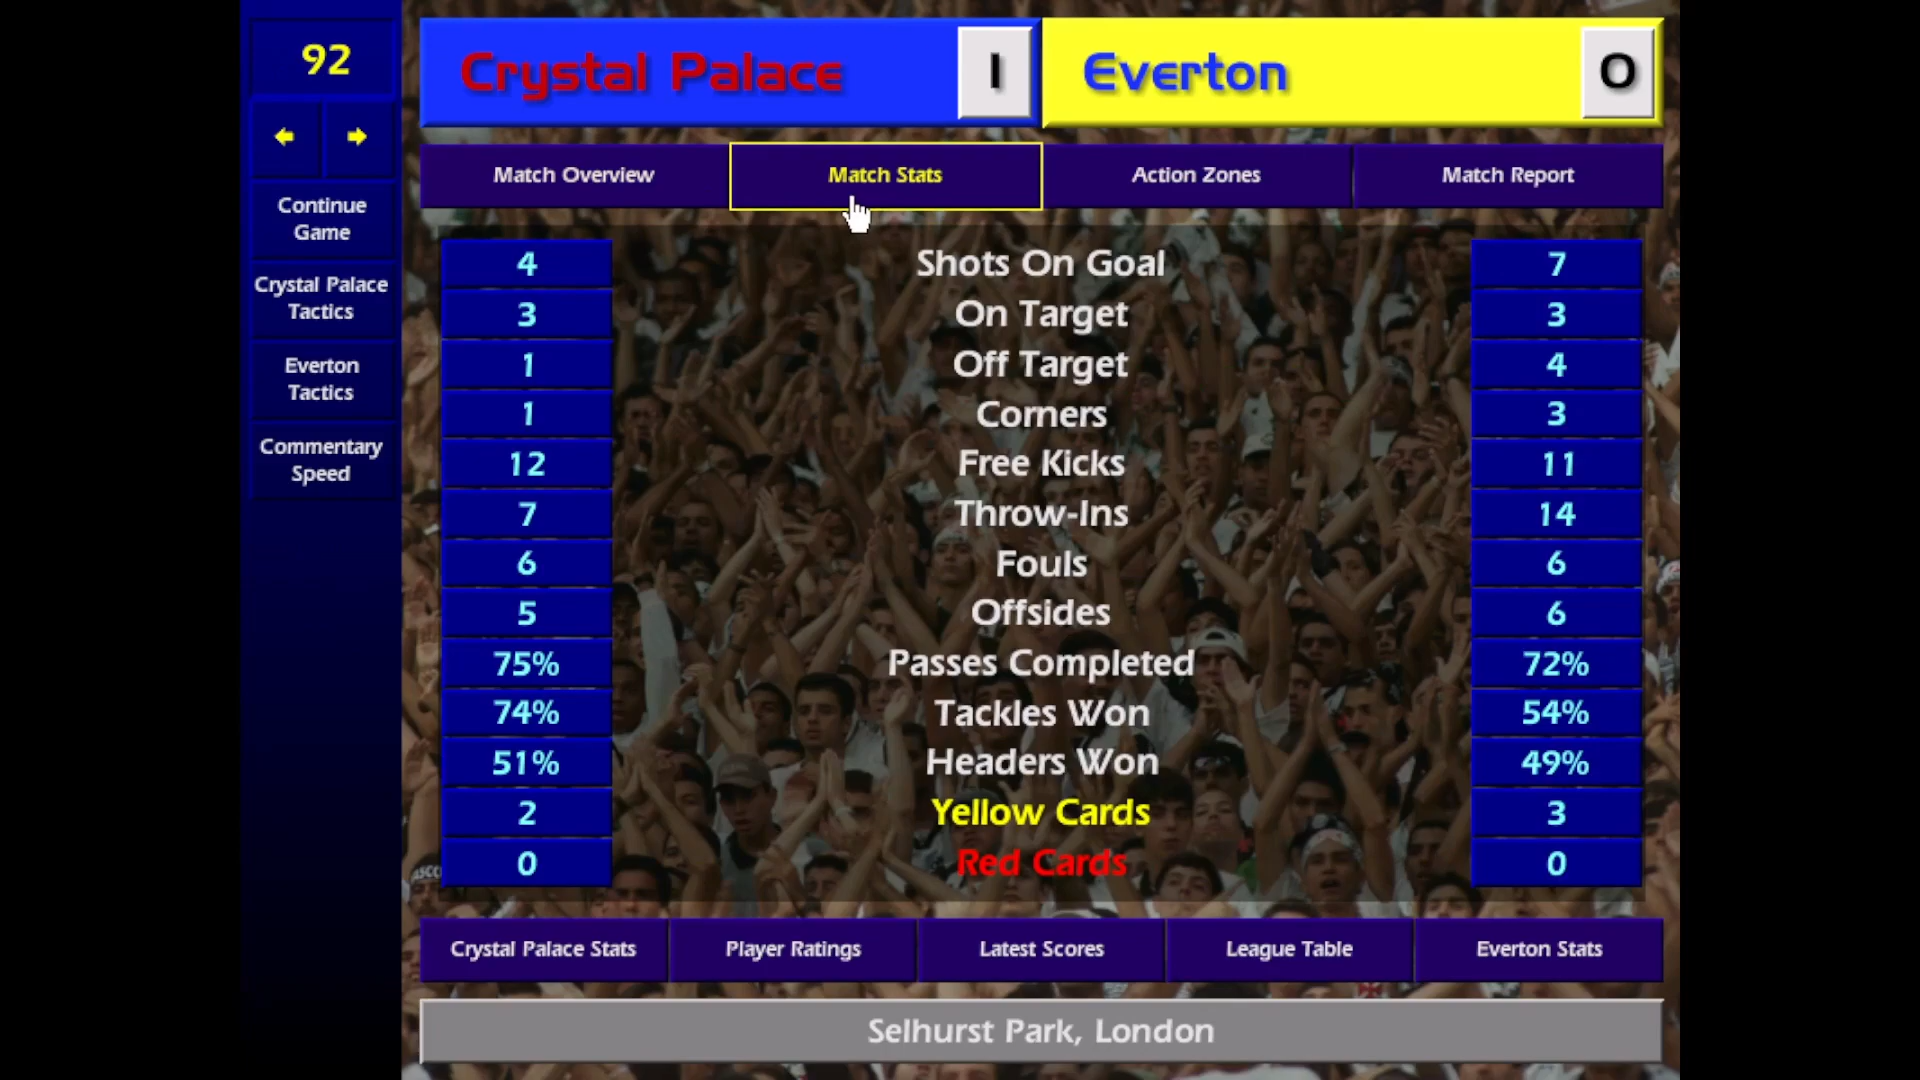 92
Crystal Palace 1 Everton 0
Match Overview Match Stats Action Zones Match Report
Continue
Game
Crystal Palace
Tactics
Everton
Tactics
Commentary
Speed
4 Shots On Goal 7
3 On Target 3
1 Off Target 4
1 Corners 3
12 Free Kicks 11
7 Throw-Ins 14
6 Fouls 6
5 Offsides 6
75% Passes Completed 72%
74% Tackles Won 54%
51% Headers Won 49%
2 Yellow Cards 3
0 Red Cards 0
Crystal Palace Stats Player Ratings Latest Scores League Table Everton Stats
Selhurst Park, London